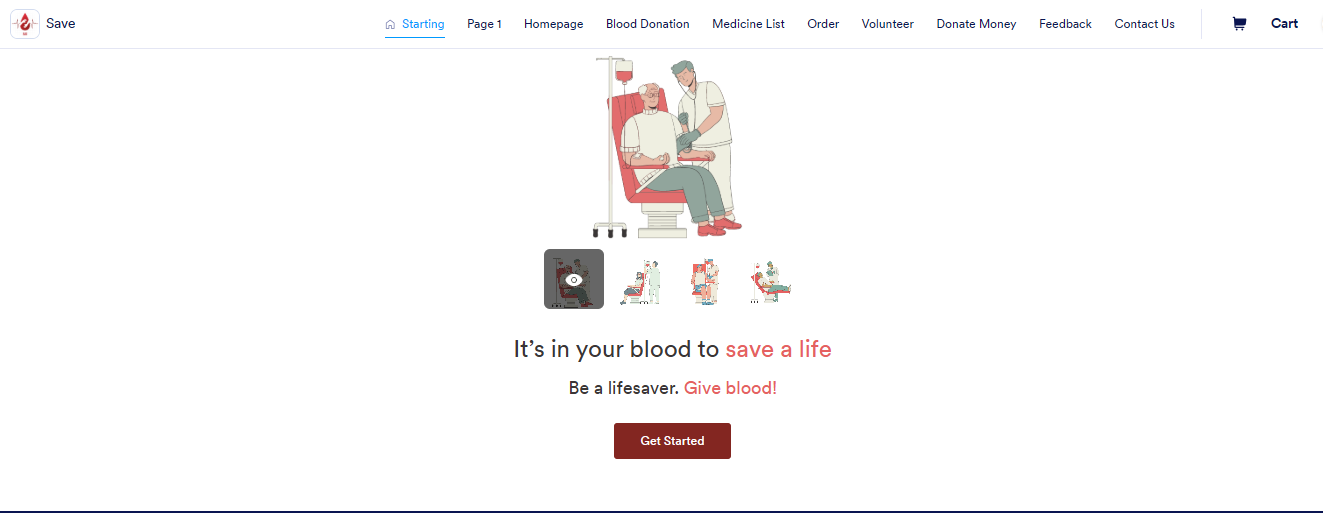 Save
Starting Page 1 Homepage Blood Donation Medicine List Order Volunteer Donate Money Feedback Contact Us Cart
It's in your blood to save a life
Be a lifesaver. Give blood!
Get Started